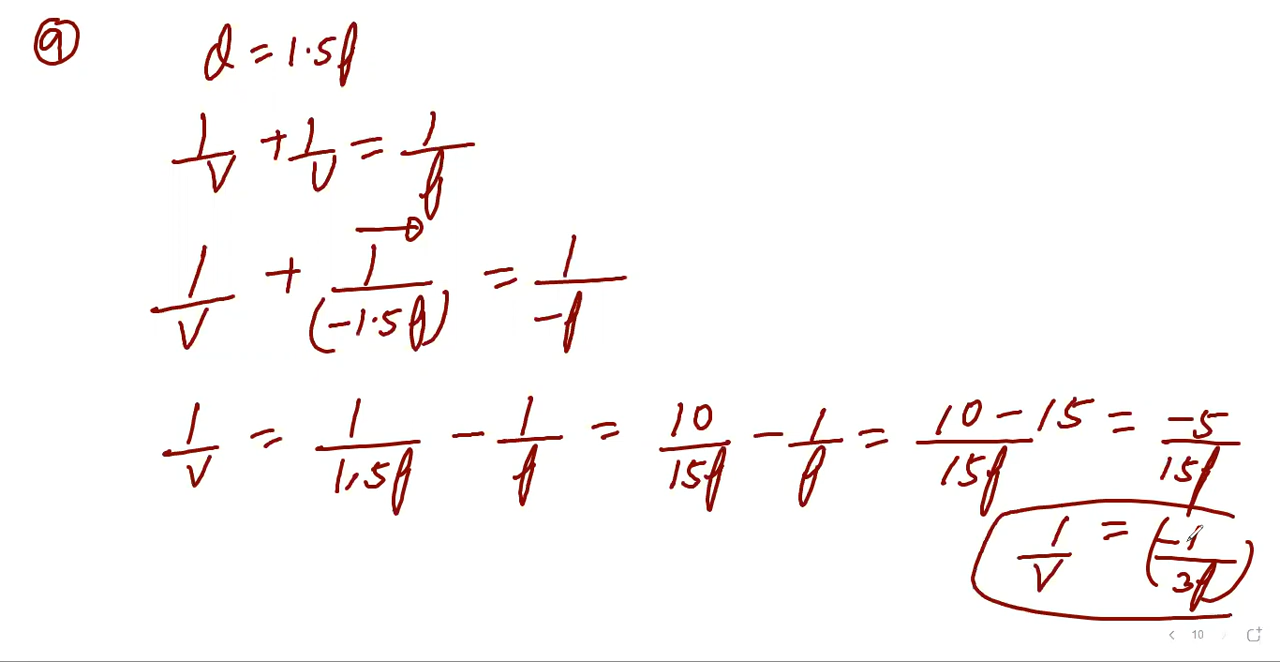 9 d = 1.5f
1/v + 1/v = 1/f
1/v + 1/(-1.5f) = 1/-f
1/v = 1/1.5f - 1/f = 10/15f - 1/f = 10 - 15/15f = -5/15f
1/v = (-1/3f)
10